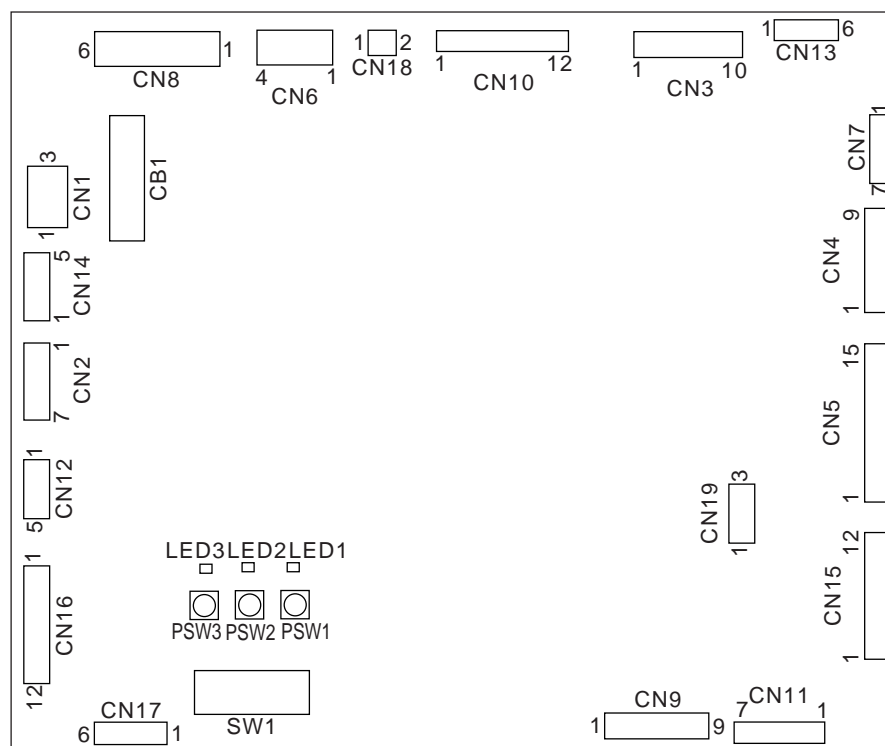 6 CN8 1
4 CN6 1
1 CN18 2
1 CN10 12
1 CN3 10
1 CN13 6
CB1
3 CN1 1
5 CN14 1
1 CN2 7
1 CN12 5
1 CN16 12
1 CN7 7
9 CN4 1
15 CN5 1
3 CN19 1
12 CN15 1
LED3 LED2 LED1
PSW3 PSW2 PSW1
SW1
6 CN17 1
1 CN9 9
7 CN11 1